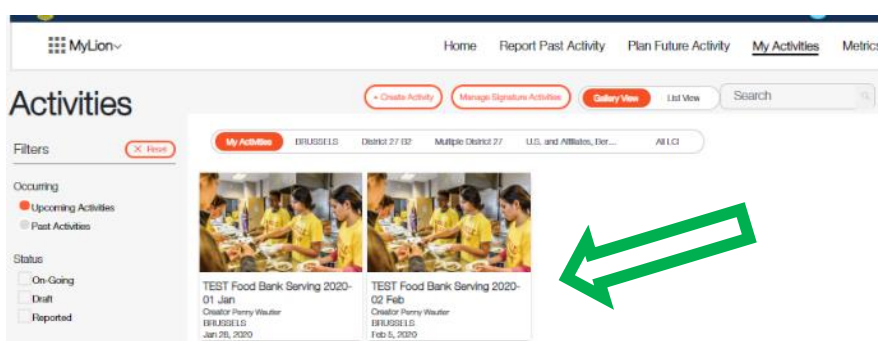 MyLion
Home Report Past Activity Plan Future Activity My Activities Metrics
Activities
+ Create Activity Manage Signature Activities Gallery View List View Search
Filters
X Reset
My Activities BRUSSELS District 27 B2 Multiple District 27 U.S. and Affiliates, Ber... All LCI
Occurring
Upcoming Activities
Past Activities
Status
On-Going
Draft
Reported
TEST Food Bank Serving 2020-
01 Jan
Creator Penny Wautier
BRUSSELS
Jan 28, 2020
TEST Food Bank Serving 2020-
02 Feb
Creator Penny Wautier
BRUSSELS
Feb 5, 2020